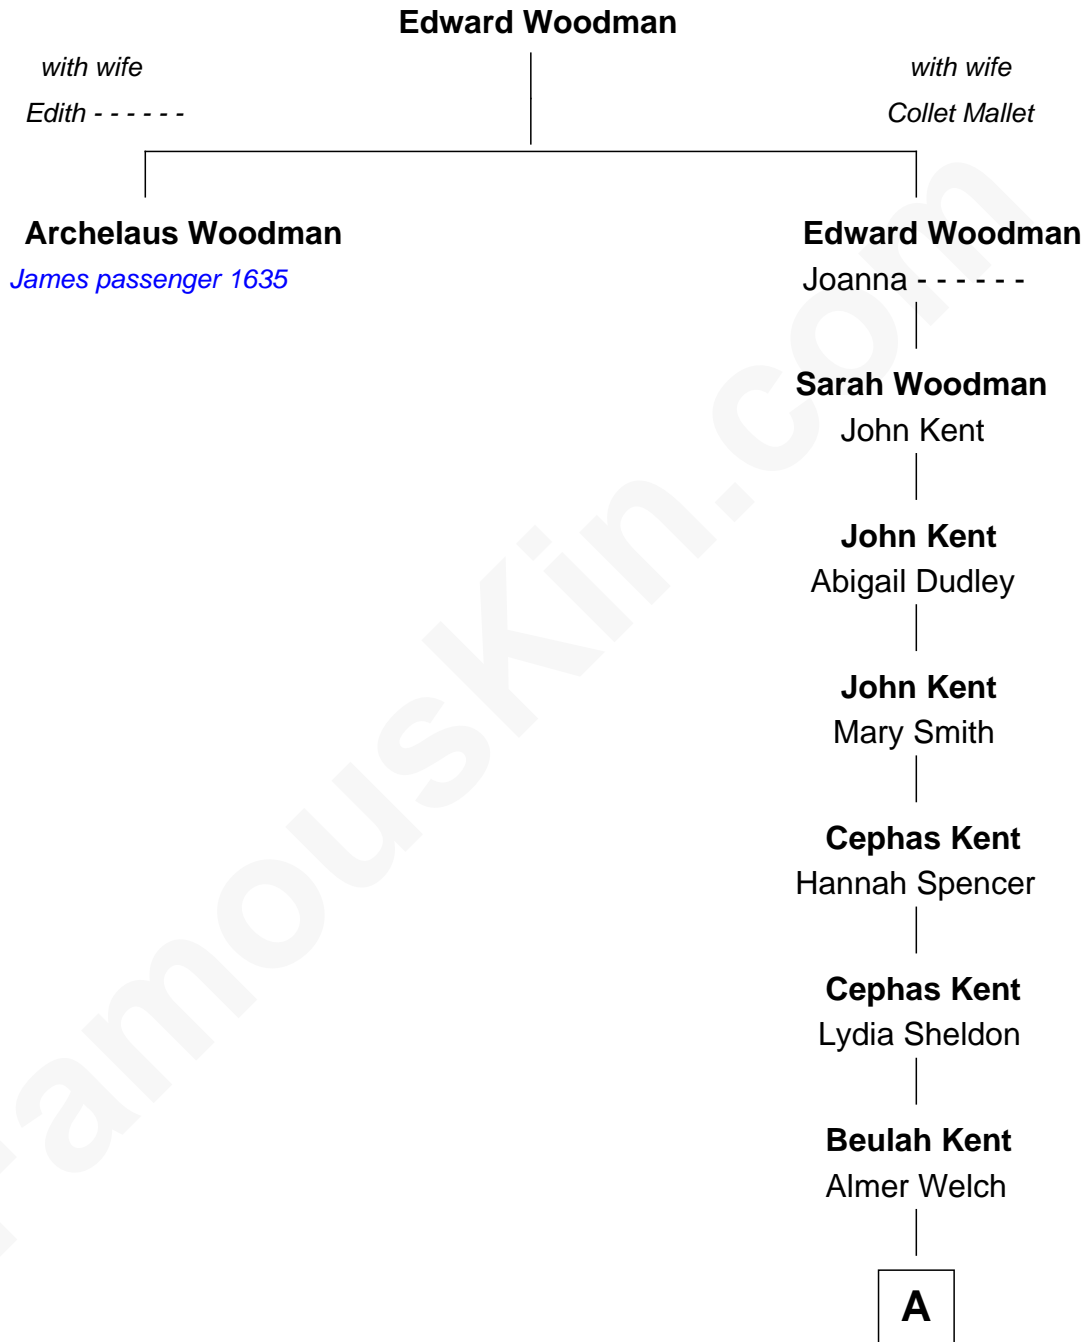 Edward Woodman
with wife
Edith - - - - - -
with wife
Collet Mallet
Archelaus Woodman
James passenger 1635
Edward Woodman
Joanna - - - - - -
Sarah Woodman
John Kent
John Kent
Abigail Dudley
John Kent
Mary Smith
Cephas Kent
Hannah Spencer
Cephas Kent
Lydia Sheldon
Beulah Kent
Almer Welch
A
FamousKin.com